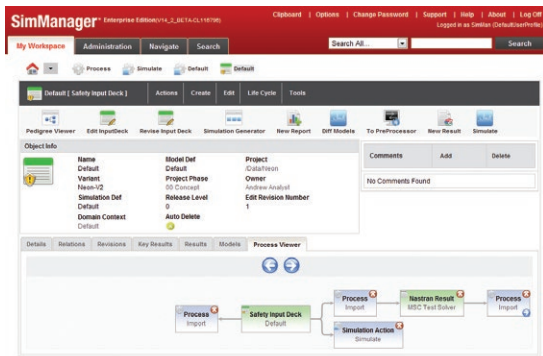 SimManager Enterprise Edition(V14_2_BETA-CL118798)
Clipboard | Options | Change Password | Support | Help | About | Log Off
Logged in as SimMan (DefaultUserProfile)
My Workspace Administration Navigate Search
Search All... Search
Process Simulate Default Default
Default [ Safety Input Deck ] Actions Create Edit Life Cycle Tools
Pedigree Viewer Edit InputDeck Revise Input Deck Simulation Generator New Report Diff Models To PreProcessor New Result Simulate
Object Info
Name Model Def Project
Default Default /Data/Neon
Variant Project Phase Owner
Neon-V2 00 Concept Andrew Analyst
Simulation Def Release Level Edit Revision Number
Default 0 1
Domain Context Auto Delete
Default
Comments Add Delete
No Comments Found
Details Relations Revisions Key Results Results Models Process Viewer
Process
Import
Safety Input Deck
Default
Process
Import
Nastran Result
MSC Test Solver
Process
Import
Simulation Action
Simulate